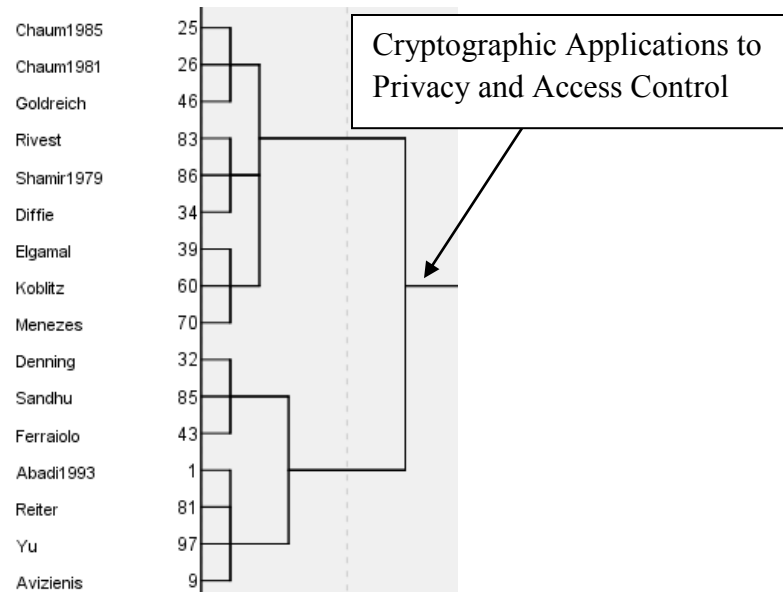 Cryptographic Applications to
Privacy and Access Control
Chaum1985 25
Chaum1981 26
Goldreich 46
Rivest 83
Shamir1979 86
Diffie 34
Elgamal 39
Koblitz 60
Menezes 70
Denning 32
Sandhu 85
Ferraiolo 43
Abadi1993 1
Reiter 81
Yu 97
Avizienis 9